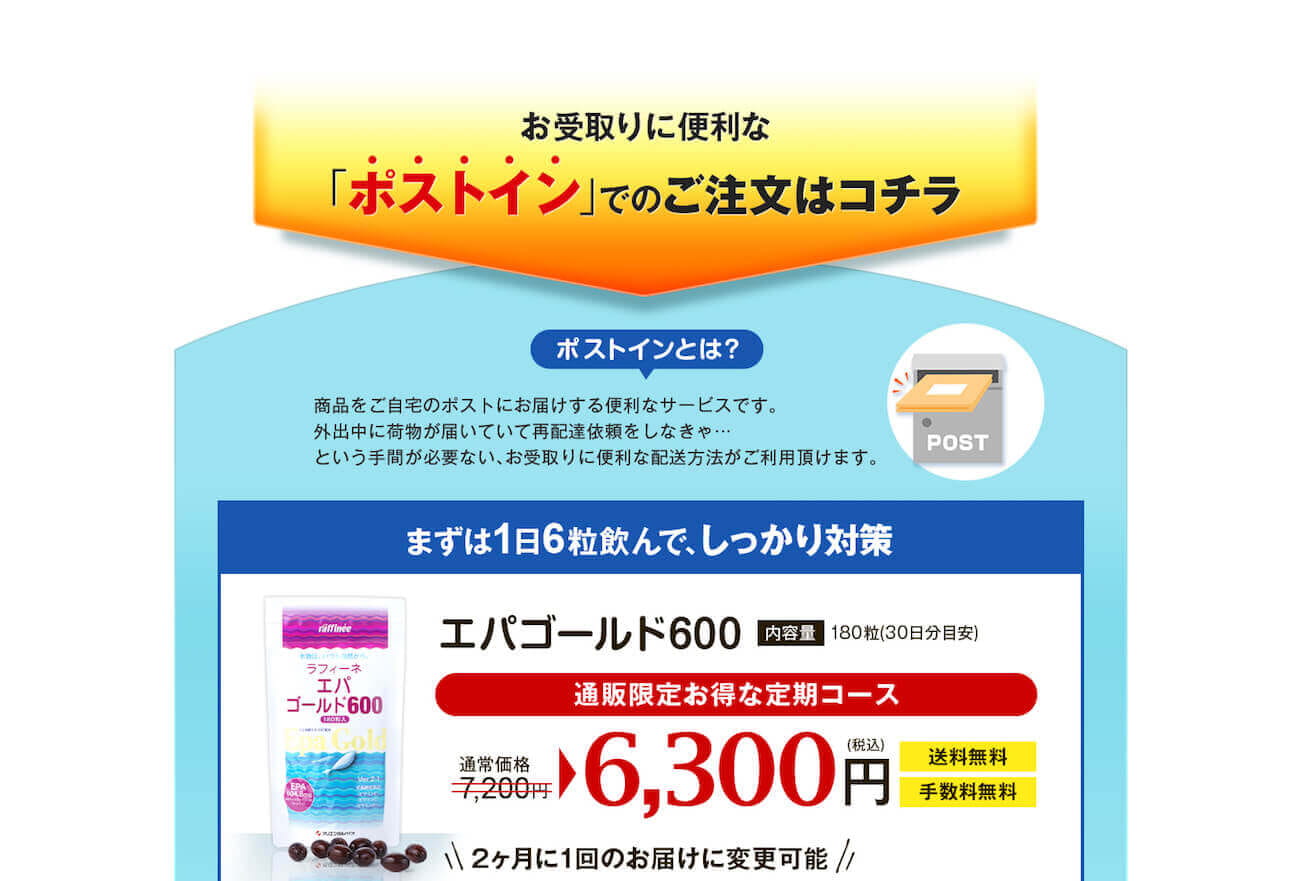 お受取りに便利な
「ポストイン」でのご注文はコチラ
ポストインとは?
商品をご自宅のポストにお届けする便利なサービスです。
外出中に荷物が届いていて再配達依頼をしなきゃ…
という手間が必要ない、お受取りに便利な配送方法がご利用頂けます。
POST
まずは1日6粒飲んで、しっかり対策
raffinée
ラフィーネ
エパ
ゴールド600
180粒入
Epa Gold
EPA
エパゴールド600 内容量 180粒(30日分目安)
通販限定お得な定期コース
通常価格
7,200円
6,300円
(税込)
送料無料
手数料無料
2ヶ月に1回のお届けに変更可能